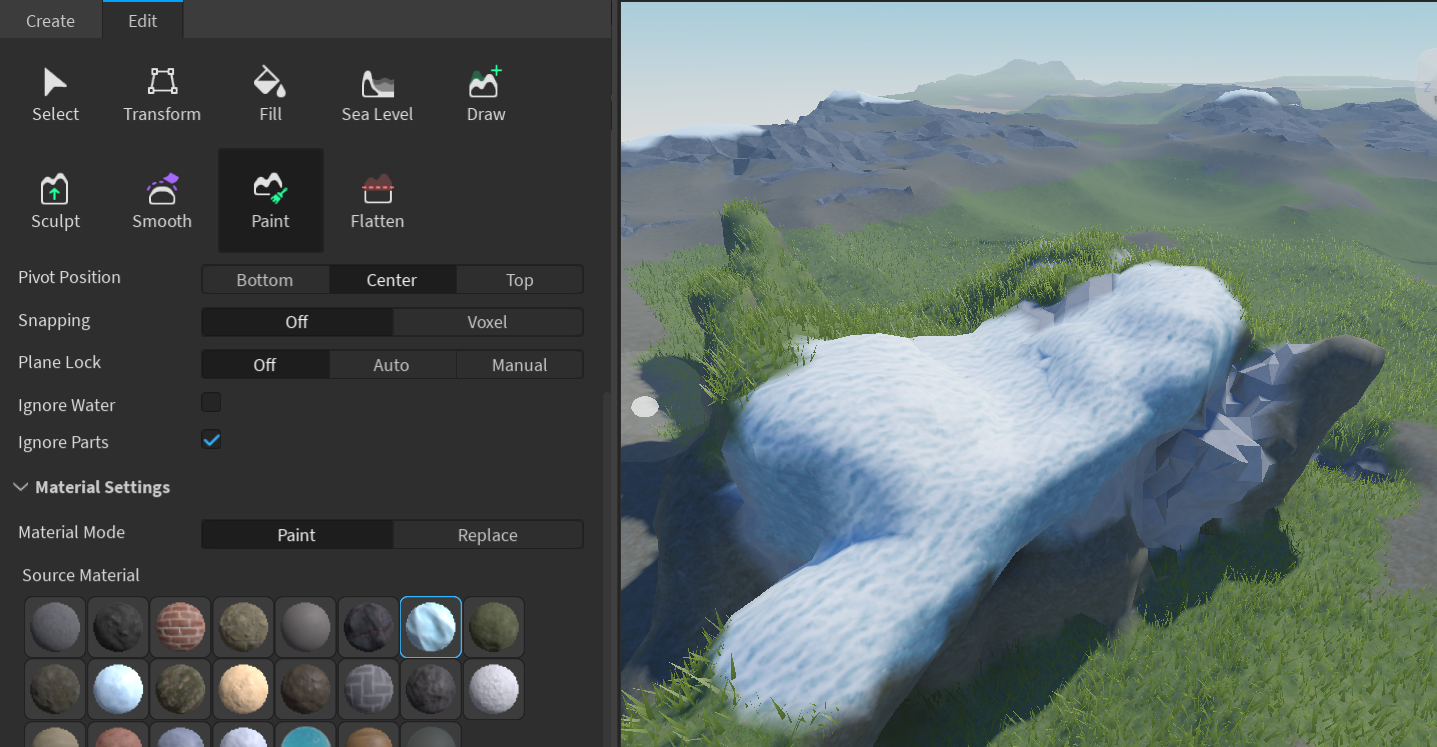 Create Edit
Select Transform Fill Sea Level Draw
Sculpt Smooth Paint Flatten
Pivot Position Bottom Center Top
Snapping Off Voxel
Plane Lock Off Auto Manual
Ignore Water
Ignore Parts
Material Settings
Material Mode Paint Replace
Source Material
Z